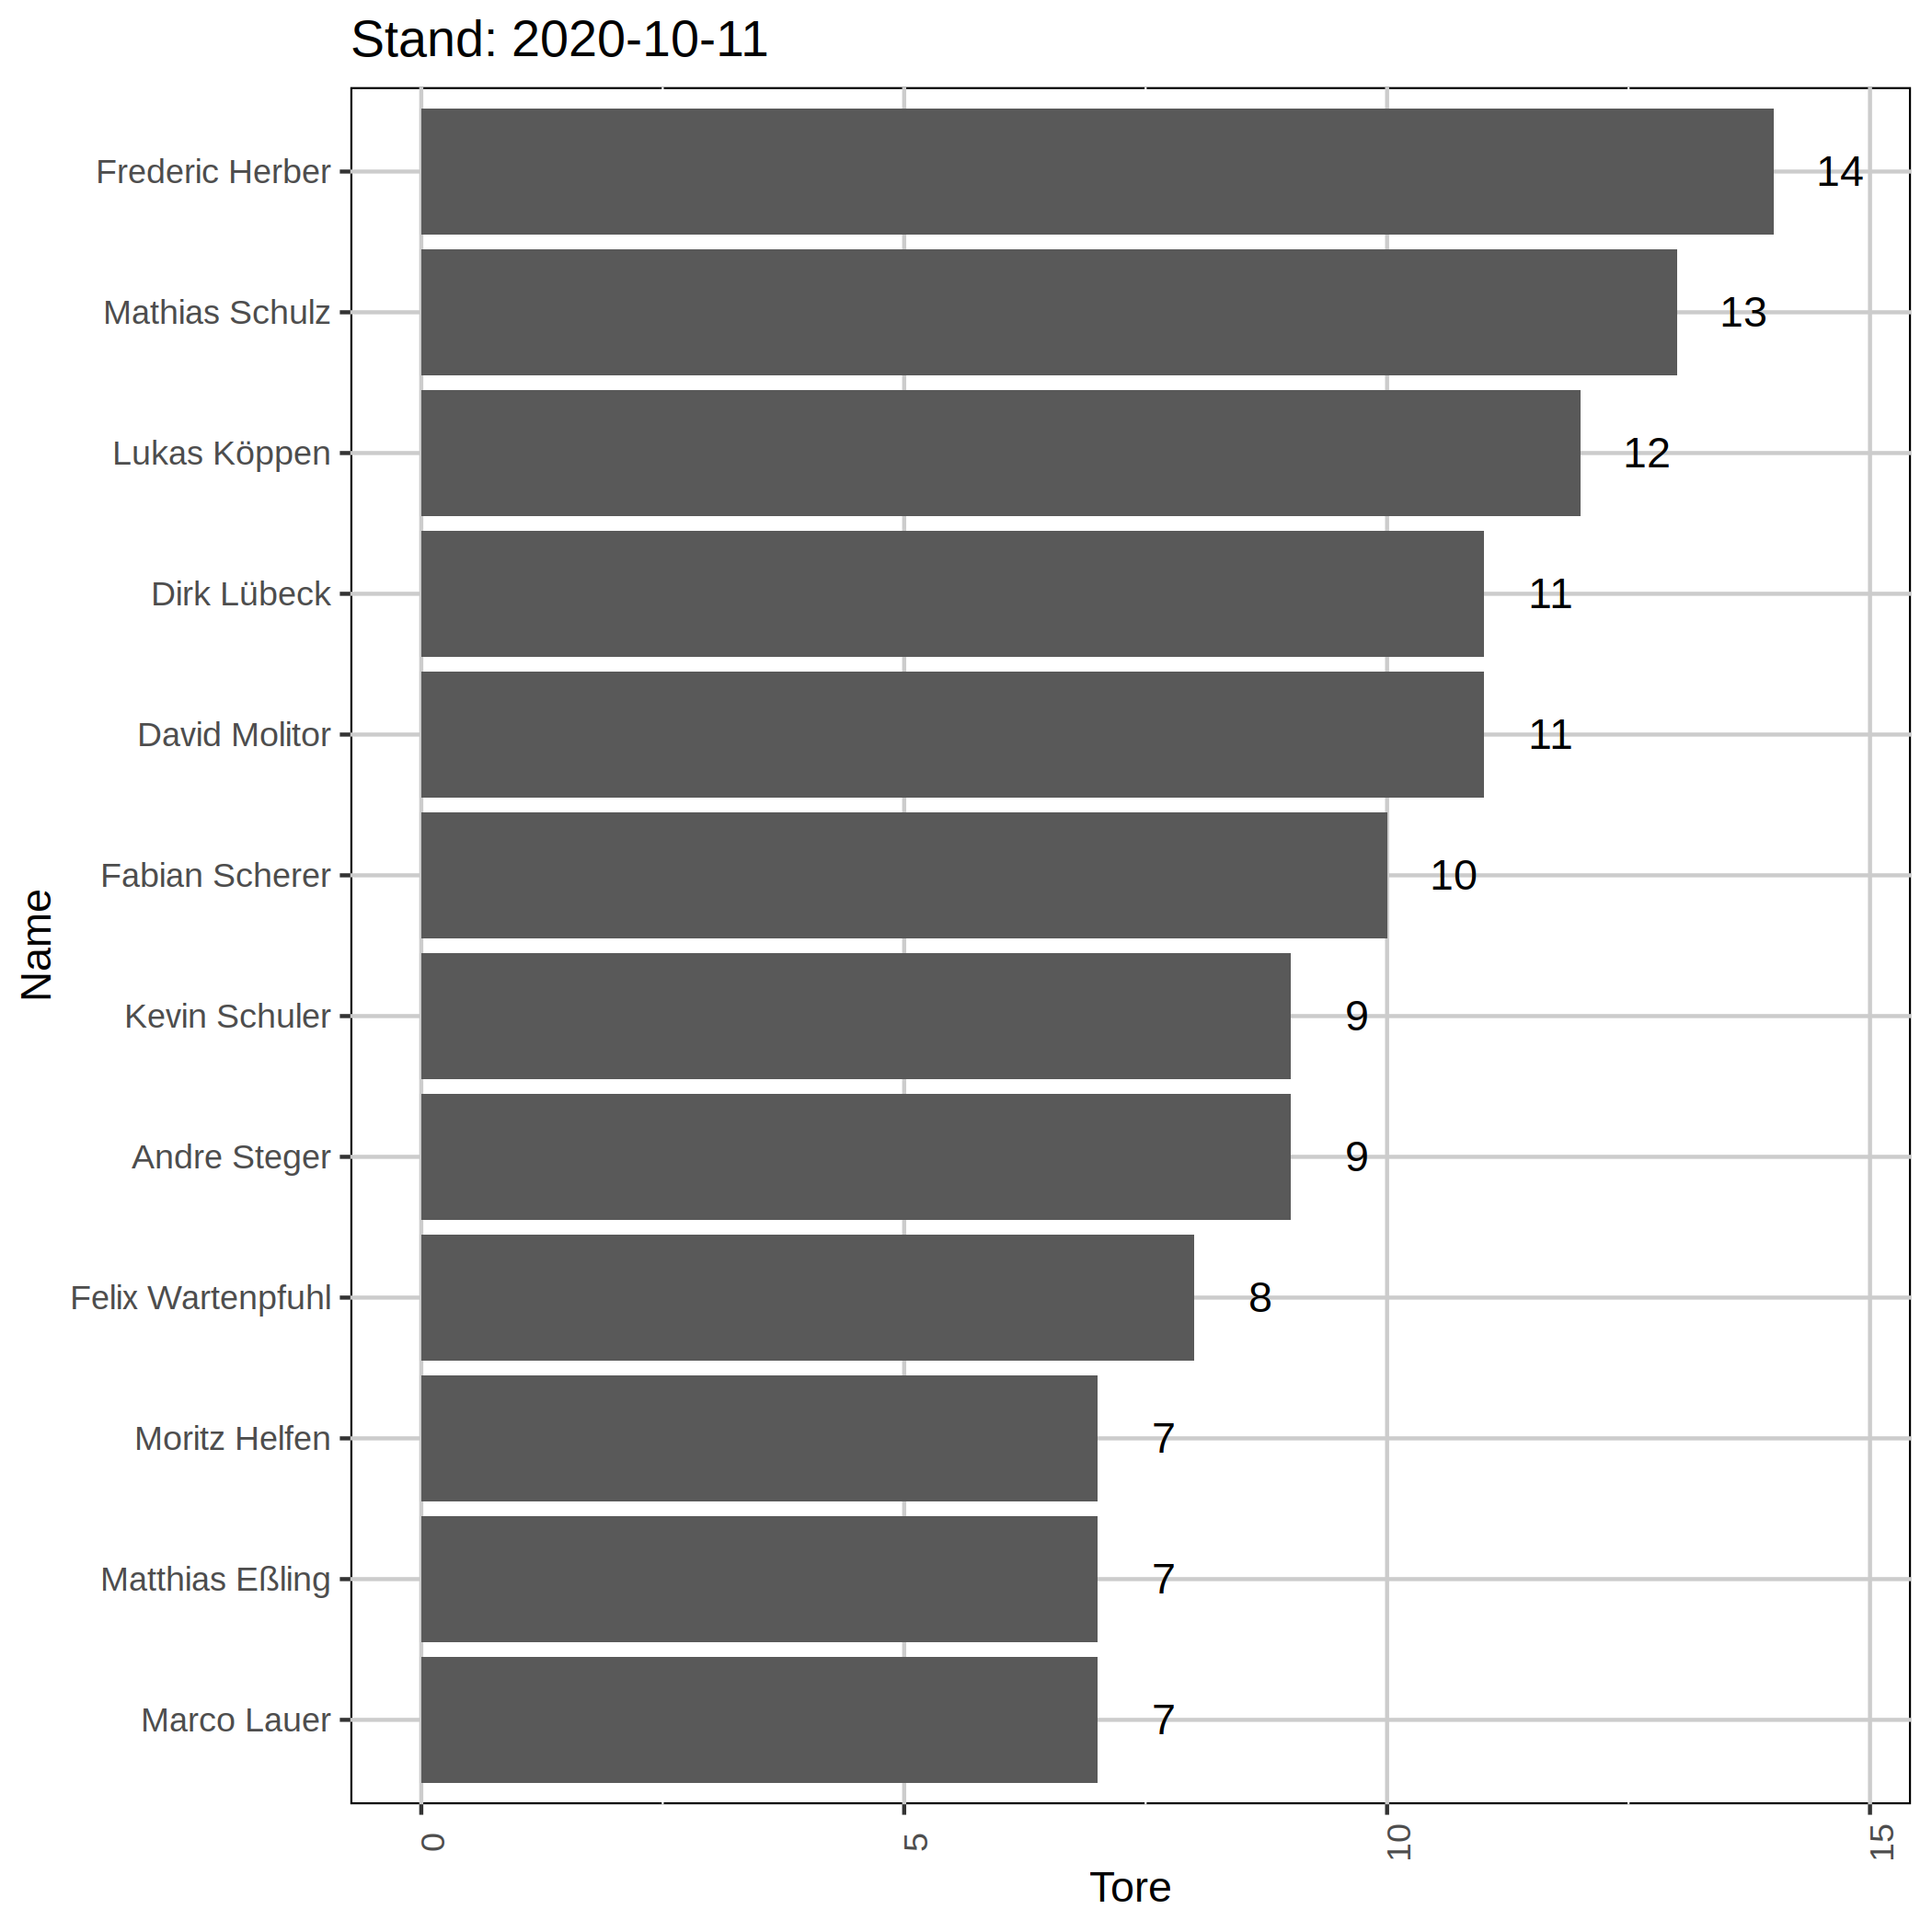 Stand: 2020-10-11
Frederic Herber 14
Mathias Schulz 13
Lukas Köppen 12
Dirk Lübeck 11
David Molitor 11
Fabian Scherer 10
Kevin Schuler 9
Andre Steger 9
Felix Wartenpfuhl 8
Moritz Helfen 7
Matthias Eßling 7
Marco Lauer 7
Name
0 5 10 15
Tore